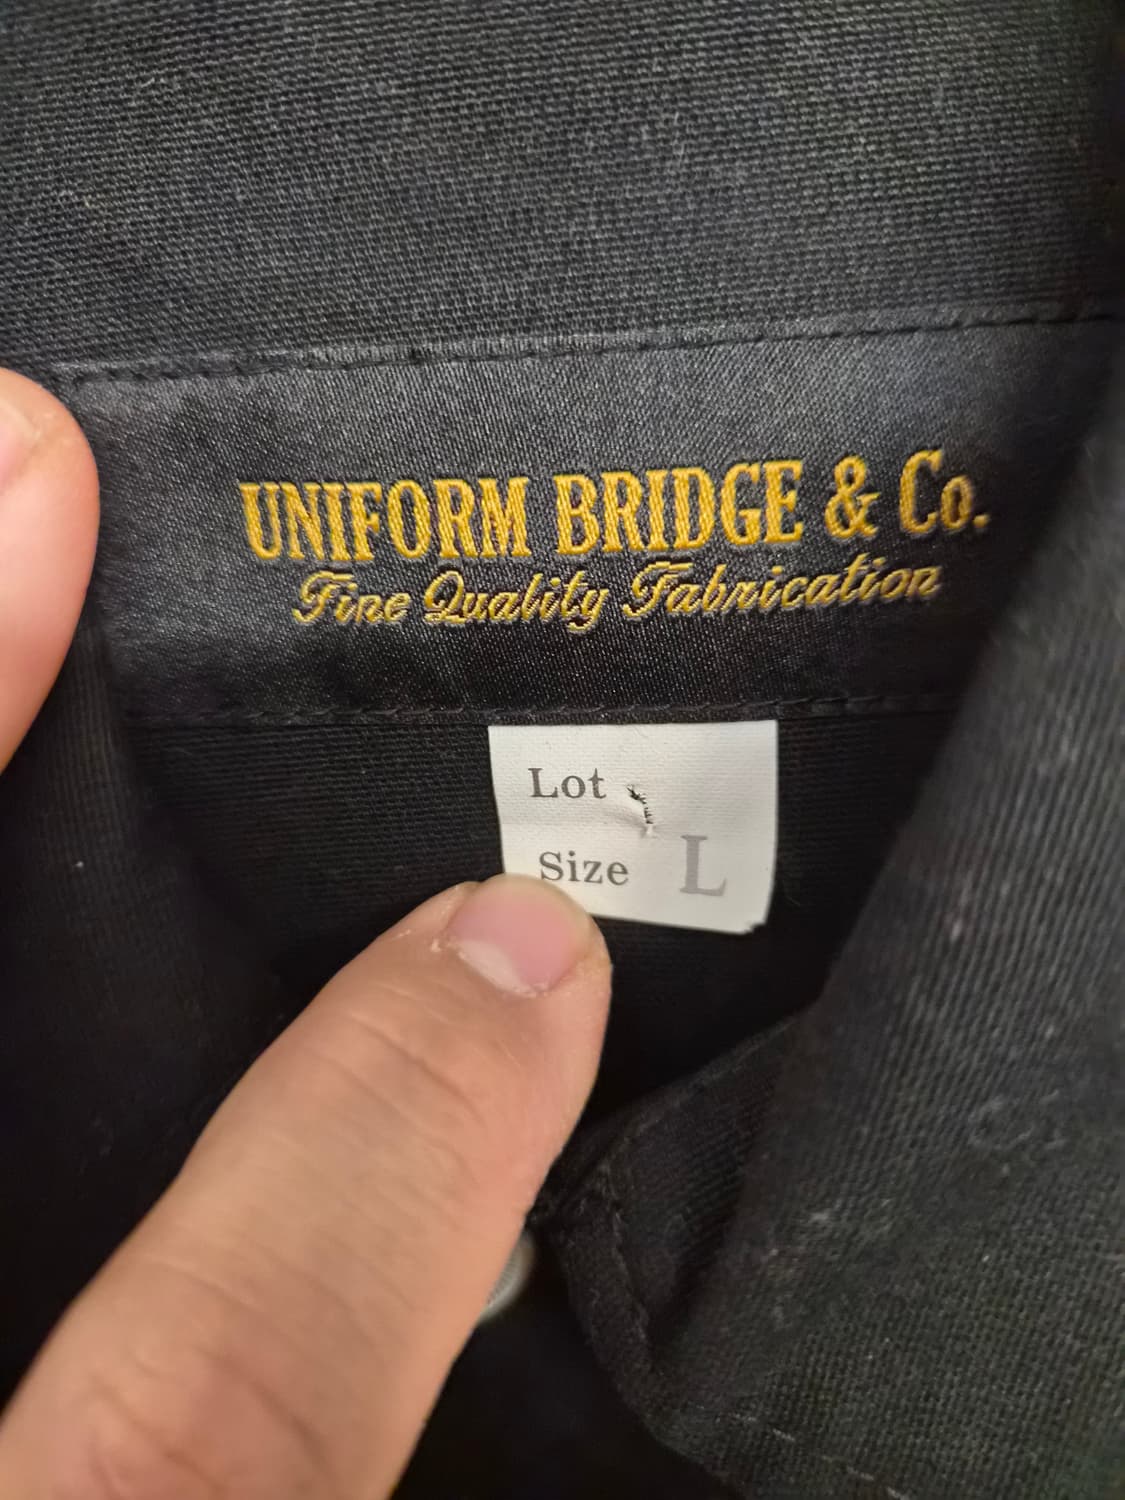 UNIFORM BRIDGE & Co.
Fine Quality Fabrication
Lot
Size L